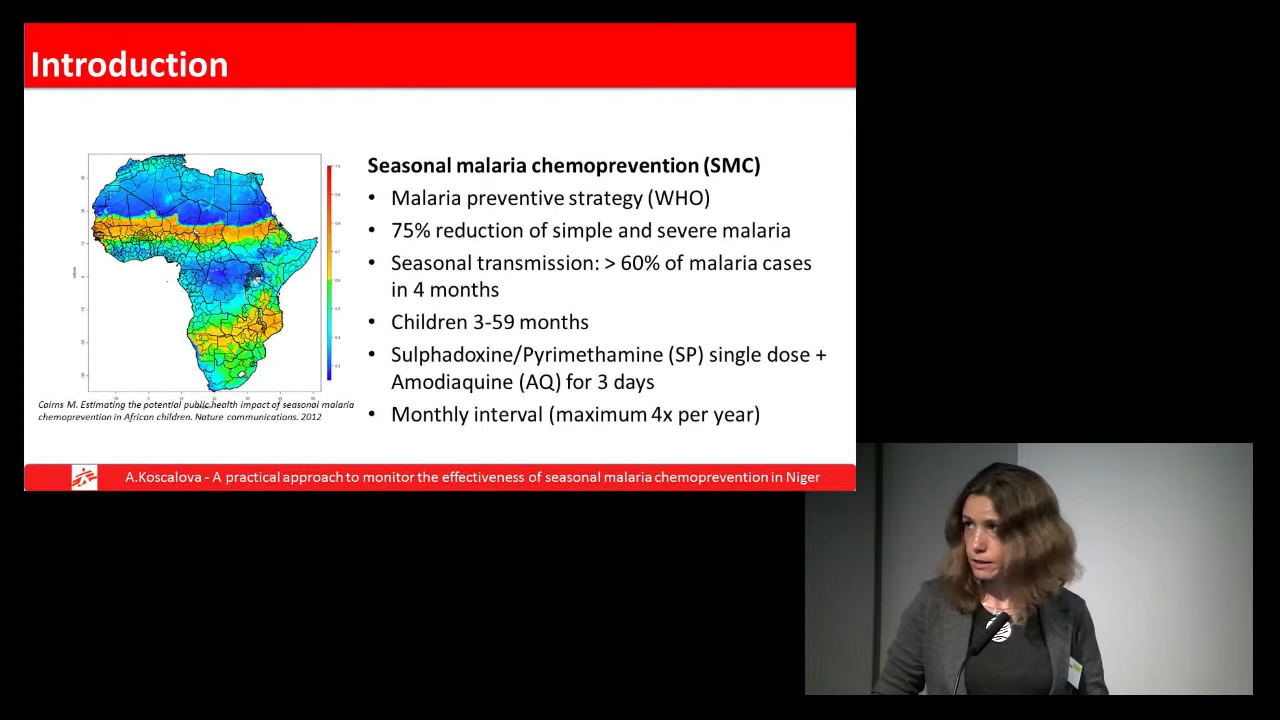 Introduction
Seasonal malaria chemoprevention (SMC)
• Malaria preventive strategy (WHO)
• 75% reduction of simple and severe malaria
• Seasonal transmission: > 60% of malaria cases
in 4 months
• Children 3-59 months
• Sulphadoxine/Pyrimethamine (SP) single dose +
Amodiaquine (AQ) for 3 days
• Monthly interval (maximum 4x per year)
Cairns M. Estimating the potential public health impact of seasonal malaria
chemoprevention in African children. Nature communications. 2012
A.Koscalova - A practical approach to monitor the effectiveness of seasonal malaria chemoprevention in Niger